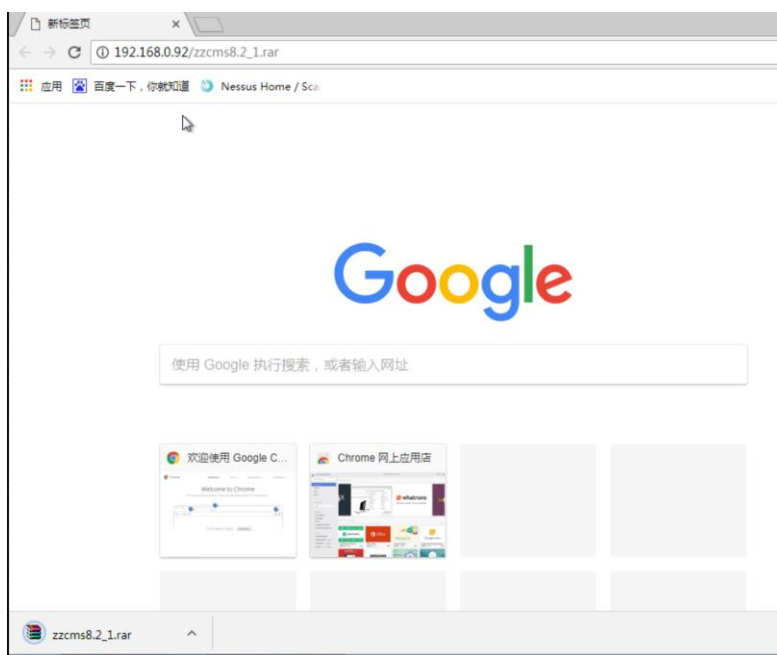 新标签页
192.168.0.92/zzcms8.2_1.rar
应用 百度一下，你就知道 Nessus Home / Sca
Google
使用 Google 执行搜索，或者输入网址
欢迎使用 Google C... Chrome 网上应用店
Welcome to Chrome
whatruns
zzcms8.2_1.rar